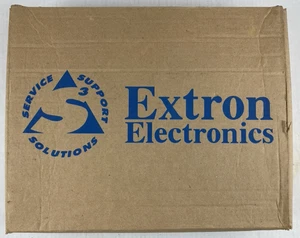 SERVICE
SUPPORT
SOLUTIONS
S3
Extron
Electronics